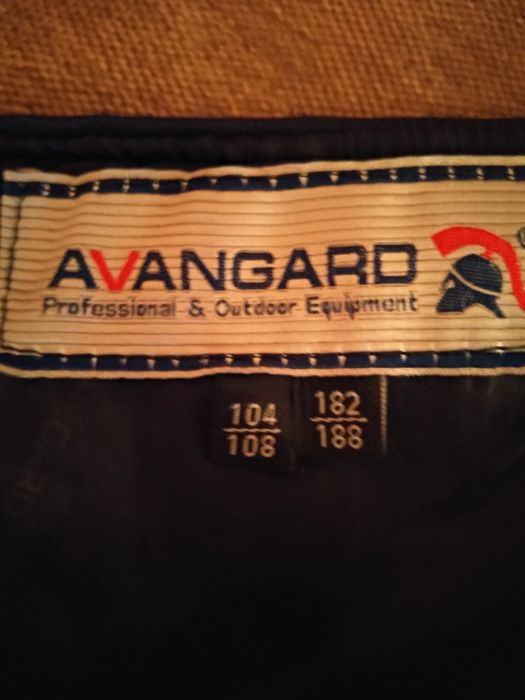 AVANGARD
Professional & Outdoor Equipment
104 182
108 188